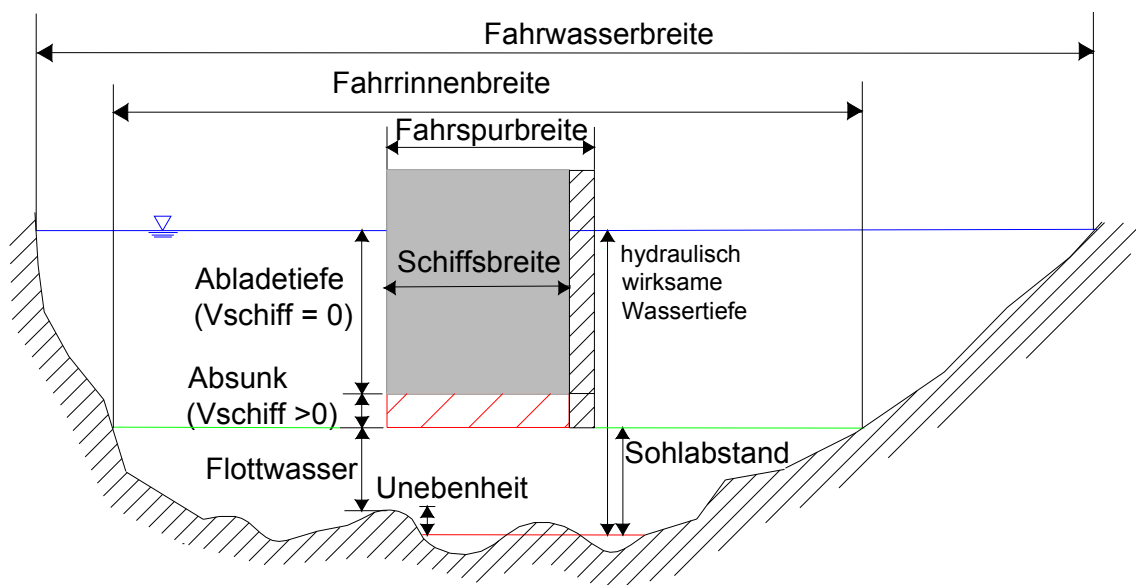 Fahrwasserbreite
Fahrrinnenbreite
Fahrspurbreite
Schiffsbreite
hydraulisch
wirksame
Wassertiefe
Abladetiefe
(Vschiff = 0)
Absunk
(Vschiff >0)
Flottwasser
Sohlabstand
Unebenheit